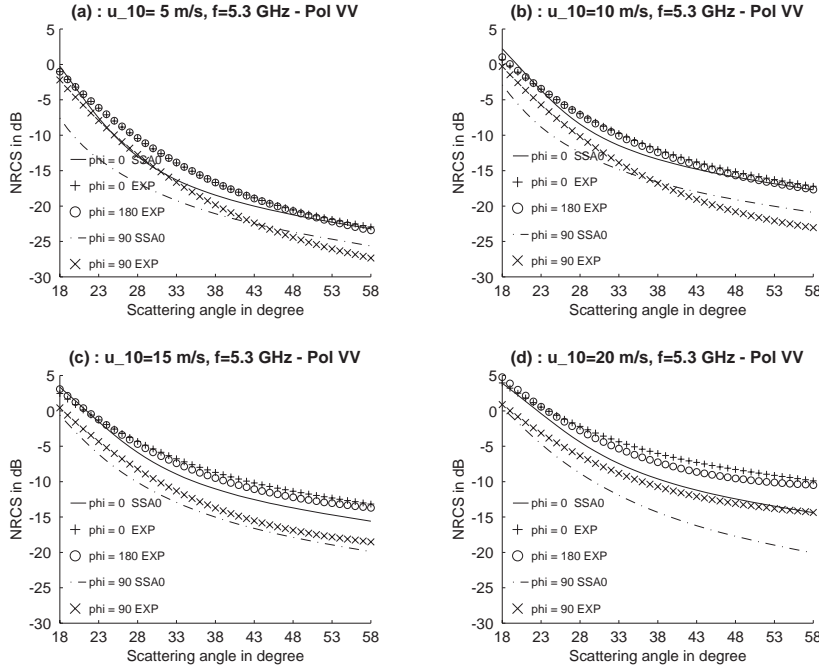 (a) : u_10= 5 m/s, f=5.3 GHz - Pol VV
5
0
-5
-10
-15
-20
-25
-30
NRCS in dB
phi = 0 SSA0
phi = 0 EXP
phi = 180 EXP
phi = 90 SSA0
phi = 90 EXP
18 23 28 33 38 43 48 53 58
Scattering angle in degree
(b) : u_10=10 m/s, f=5.3 GHz - Pol VV
5
0
-5
-10
-15
-20
-25
-30
NRCS in dB
phi = 0 SSA0
phi = 0 EXP
phi = 180 EXP
phi = 90 SSA0
phi = 90 EXP
18 23 28 33 38 43 48 53 58
Scattering angle in degree
(c) : u_10=15 m/s, f=5.3 GHz - Pol VV
5
0
-5
-10
-15
-20
-25
-30
NRCS in dB
phi = 0 SSA0
phi = 0 EXP
phi = 180 EXP
phi = 90 SSA0
phi = 90 EXP
18 23 28 33 38 43 48 53 58
Scattering angle in degree
(d) : u_10=20 m/s, f=5.3 GHz - Pol VV
5
0
-5
-10
-15
-20
-25
-30
NRCS in dB
phi = 0 SSA0
phi = 0 EXP
phi = 180 EXP
phi = 90 SSA0
phi = 90 EXP
18 23 28 33 38 43 48 53 58
Scattering angle in degree